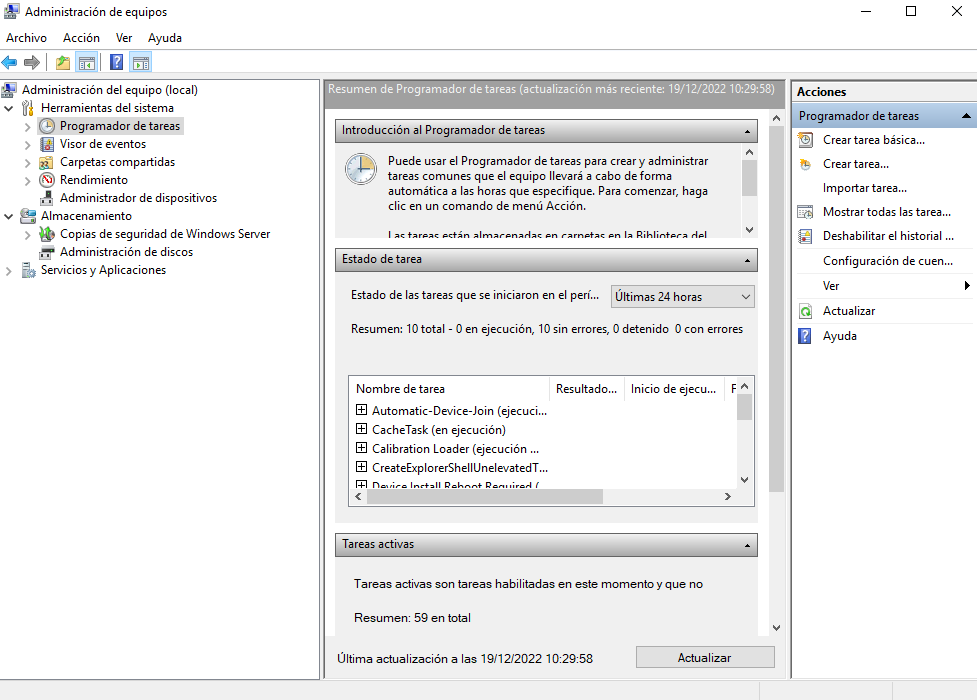 Administración de equipos
Archivo Acción Ver Ayuda
Administración del equipo (local)
Herramientas del sistema
Programador de tareas
Visor de eventos
Carpetas compartidas
Rendimiento
Administrador de dispositivos
Almacenamiento
Copias de seguridad de Windows Server
Administración de discos
Servicios y Aplicaciones
Resumen de Programador de tareas (actualización más reciente: 19/12/2022 10:29:58)
Introducción al Programador de tareas
Puede usar el Programador de tareas para crear y administrar
tareas comunes que el equipo llevará a cabo de forma
automática a las horas que especifique. Para comenzar, haga
clic en un comando de menú Acción.
Las tareas están almacenadas en carpetas en la Biblioteca del
Estado de tarea
Estado de las tareas que se iniciaron en el perí... Últimas 24 horas
Resumen: 10 total - 0 en ejecución, 10 sin errores, 0 detenido 0 con errores
Nombre de tarea Resultado... Inicio de ejecu... F
Automatic-Device-Join (ejecuci...
CacheTask (en ejecución)
Calibration Loader (ejecución ...
CreateExplorerShellUnelevatedT...
Device Install Reboot Required (
Tareas activas
Tareas activas son tareas habilitadas en este momento y que no
Resumen: 59 en total
Última actualización a las 19/12/2022 10:29:58 Actualizar
Acciones
Programador de tareas
Crear tarea básica...
Crear tarea...
Importar tarea...
Mostrar todas las tarea...
Deshabilitar el historial ...
Configuración de cuen...
Ver
Actualizar
Ayuda